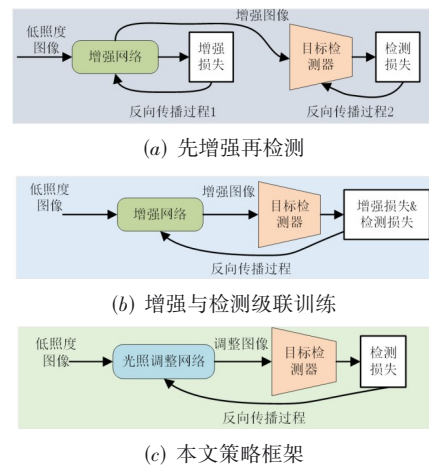 增强图像
低照度
图像
增强网络
增强
损失
目标检
测器
检测
损失
反向传播过程1
反向传播过程2
(a) 先增强再检测
低照度
图像
增强网络
增强图像
目标检
测器
增强损失&
检测损失
反向传播过程
(b) 增强与检测级联训练
低照度
图像
光照调整网络
调整图像
目标检
测器
检测
损失
反向传播过程
(c) 本文策略框架